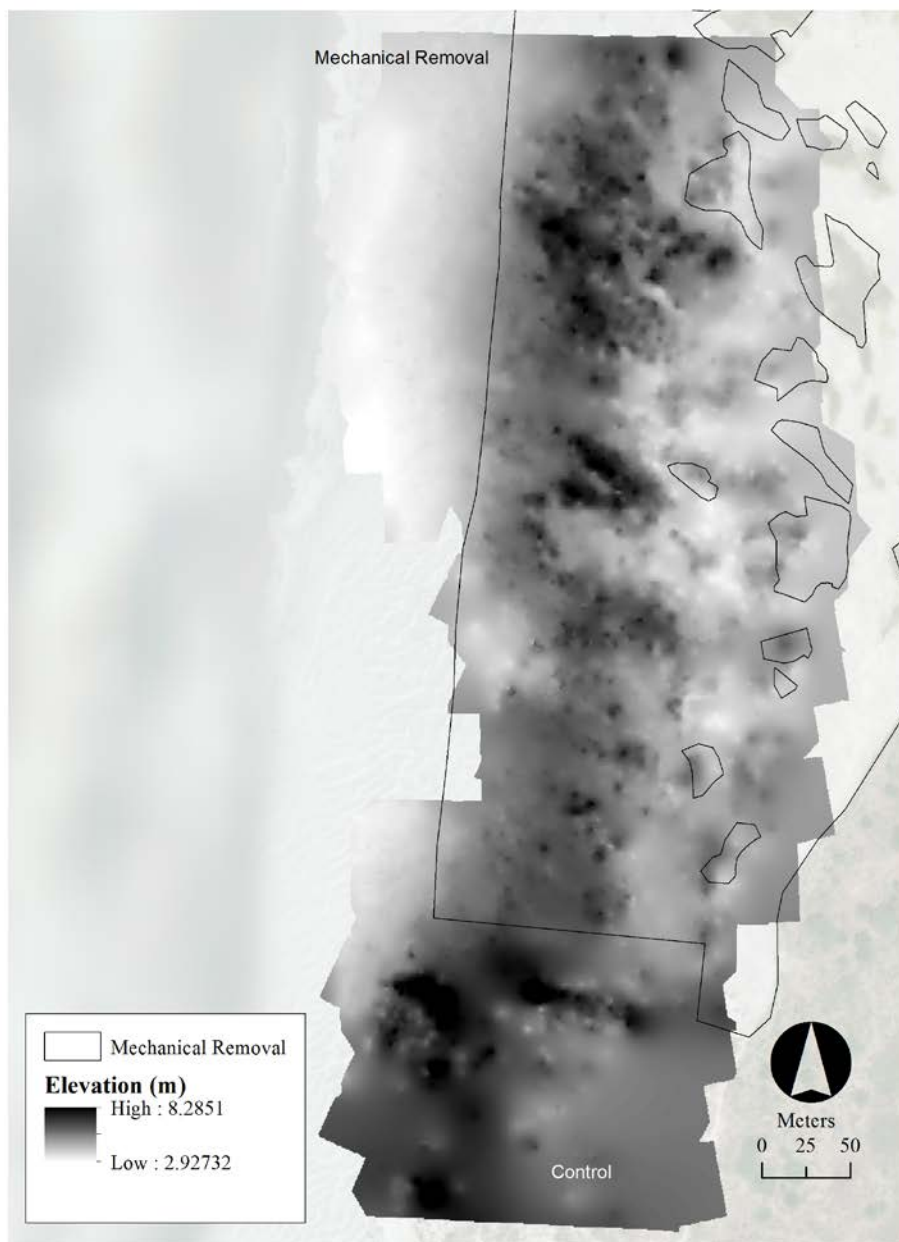 Mechanical Removal
Control
Mechanical Removal
Elevation (m)
High : 8.2851
Low : 2.92732
Meters
0 25 50